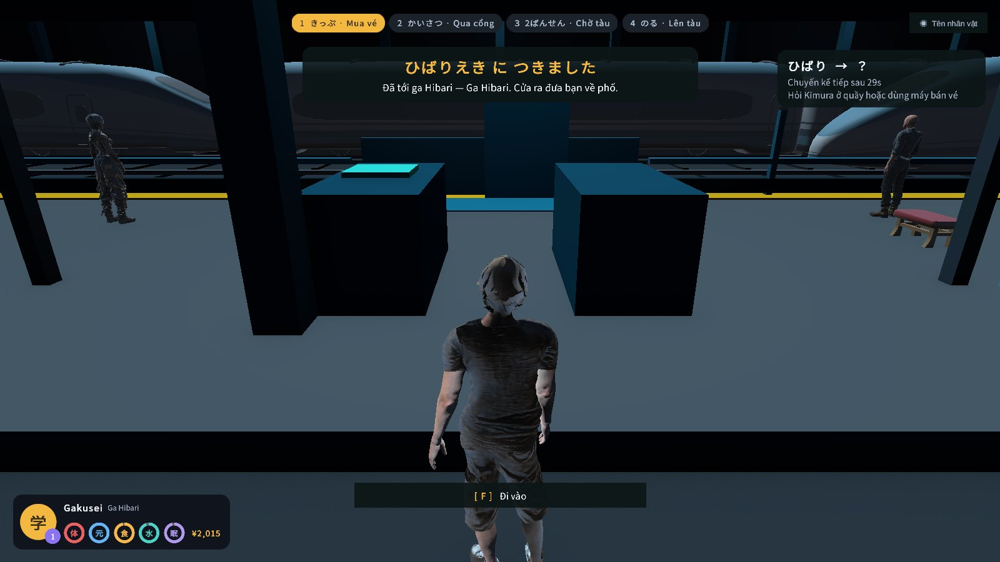 1 きっぷ · Mua vé
2 かいさつ · Qua cổng
3 2ばんせん · Chờ tàu
4 のる · Lên tàu
◉ Tên nhân vật
ひばりえき に つきました
Đã tới ga Hibari — Ga Hibari. Cửa ra đưa bạn về phố.
ひばり → ？
Chuyến kế tiếp sau 29s
Hỏi Kimura ở quầy hoặc dùng máy bán vé
[ F ] Đi vào
学
1
Gakusei Ga Hibari
体 元 食 水 眠 ¥2,015